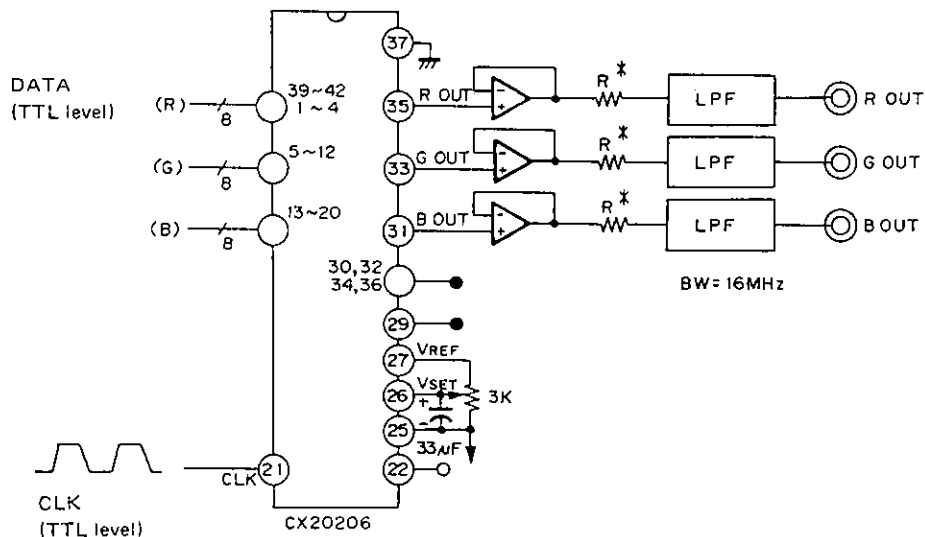 DATA
(TTL level)
(R)
8
39~42
1~4
(G)
8
5~12
(B)
8
13~20
37
35
R OUT
R*
LPF
R OUT
33
G OUT
R*
LPF
G OUT
31
B OUT
R*
LPF
B OUT
BW=16MHz
30,32
34,36
29
27
VREF
26
VSET
3K
25
33μF
22
21
CLK
CLK
(TTL level)
CX20206